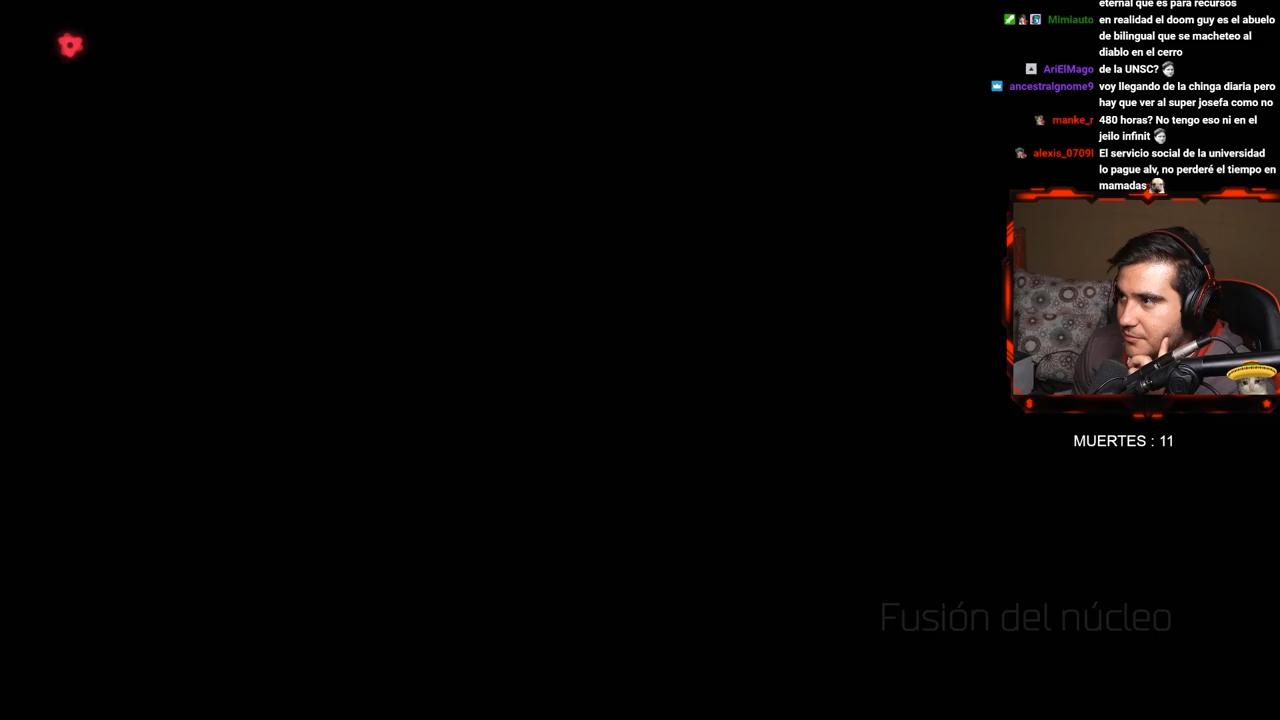 eternal que es para recursos
Mimiauto en realidad el doom guy es el abuelo
de bilingual que se macheteo al
diablo en el cerro
AriElMago de la UNSC?
ancestralgnome9 voy llegando de la chinga diaria pero
hay que ver al super josefa como no
manke_r 480 horas? No tengo eso ni en el
jeilo infinit
alexis_0709l El servicio social de la universidad
lo pague alv, no perderé el tiempo en
mamadas
MUERTES : 11
Fusión del núcleo